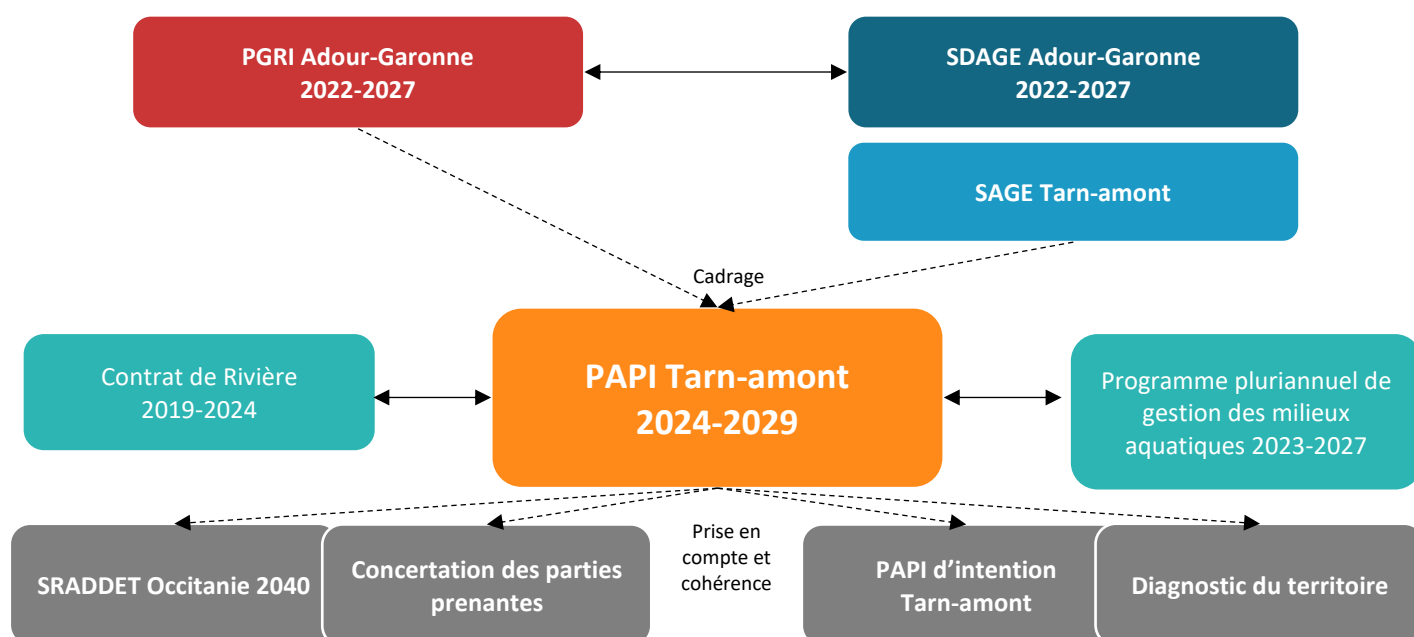 PGRI Adour-Garonne
2022-2027
SDAGE Adour-Garonne
2022-2027
SAGE Tarn-amont
Cadrage
Contrat de Rivière
2019-2024
PAPI Tarn-amont
2024-2029
Programme pluriannuel de
gestion des milieux
aquatiques 2023-2027
SRADDET Occitanie 2040
Concertation des parties
prenantes
Prise en
compte et
cohérence
PAPI d’intention
Tarn-amont
Diagnostic du territoire